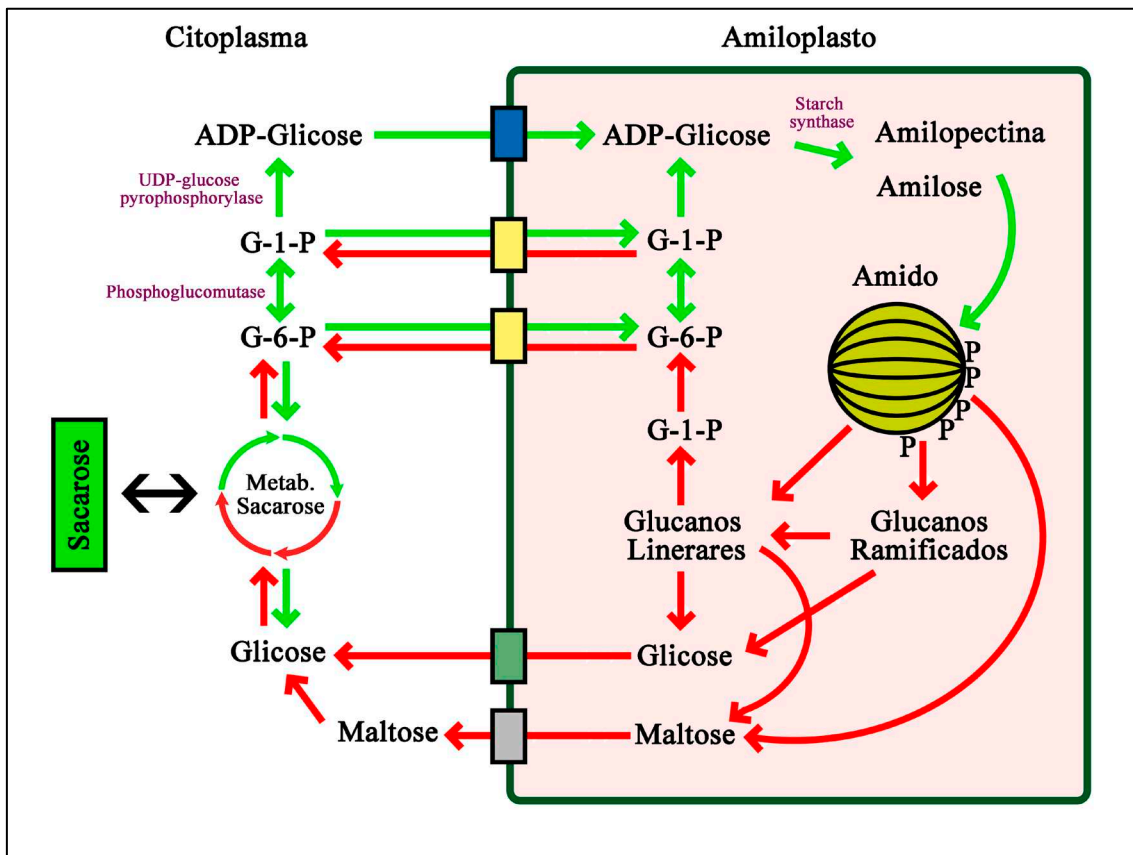 Citoplasma
Amiloplasto
ADP-Glicose
ADP-Glicose
Starch
synthase
Amilopectina
Amilose
UDP-glucose
pyrophosphorylase
G-1-P
G-1-P
Phosphoglucomutase
Amido
G-6-P
G-6-P
P
P
P
P
P
G-1-P
Sacarose
Metab.
Sacarose
Glucanos
Linerares
Glucanos
Ramificados
Glicose
Glicose
Maltose
Maltose